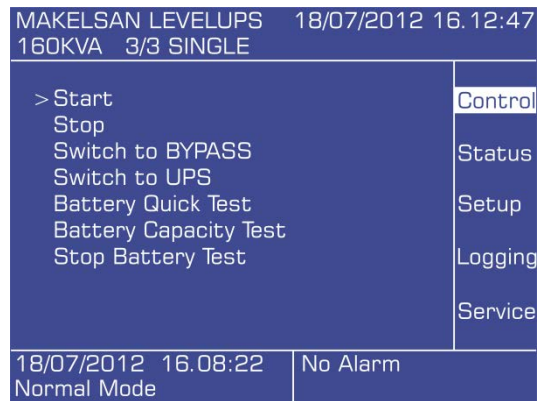 MAKELSAN LEVELUPS 18/07/2012 16.12:47
160KVA 3/3 SINGLE
> Start
Stop
Switch to BYPASS
Switch to UPS
Battery Quick Test
Battery Capacity Test
Stop Battery Test
Control
Status
Setup
Logging
Service
18/07/2012 16.08:22
Normal Mode
No Alarm